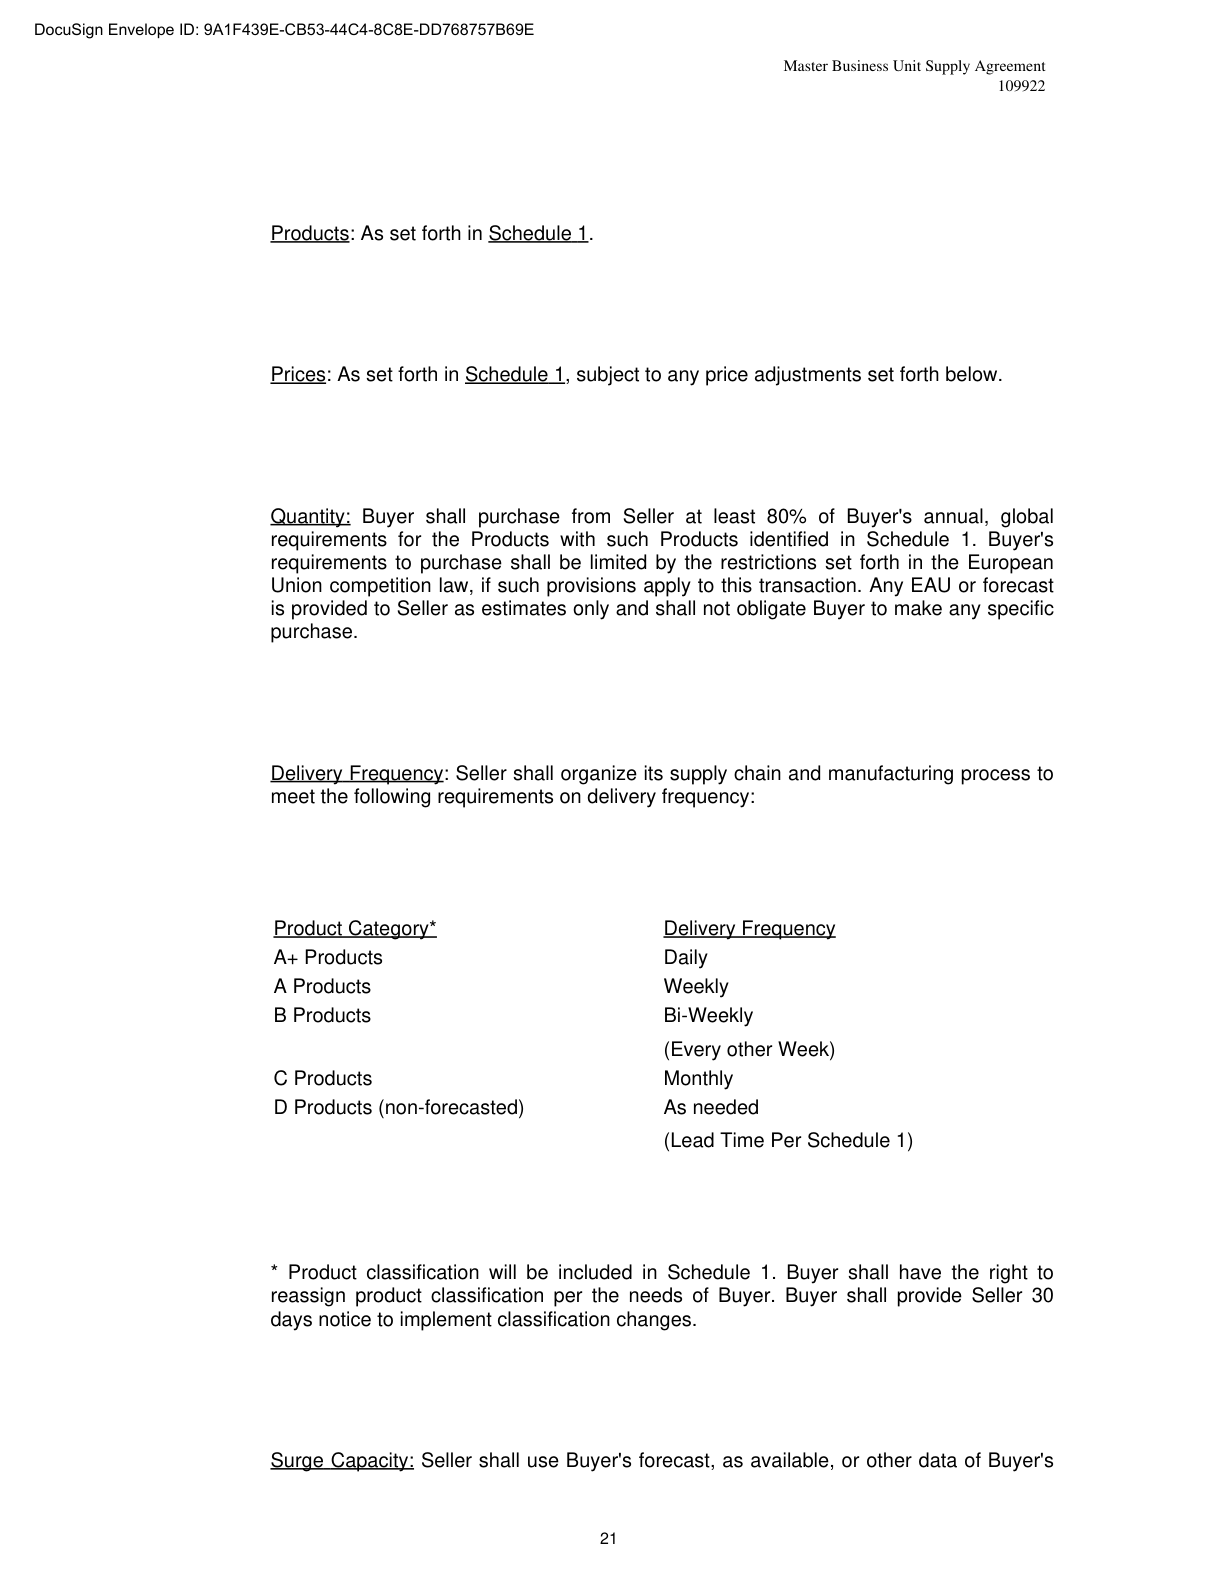 DocuSign Envelope ID: 9A1F439E-CB53-44C4-8C8E-DD768757B69E
Master Business Unit Supply Agreement
109922
Products: As set forth in Schedule 1.
Prices: As set forth in Schedule 1, subject to any price adjustments set forth below.
Quantity: Buyer shall purchase from Seller at least 80% of Buyer's annual, global
requirements for the Products with such Products identified in Schedule 1. Buyer's
requirements to purchase shall be limited by the restrictions set forth in the European
Union competition law, if such provisions apply to this transaction. Any EAU or forecast
is provided to Seller as estimates only and shall not obligate Buyer to make any specific
purchase.
Delivery Frequency: Seller shall organize its supply chain and manufacturing process to
meet the following requirements on delivery frequency:
Product Category* Delivery Frequency
A+ Products Daily
A Products Weekly
B Products Bi-Weekly
(Every other Week)
C Products Monthly
D Products (non-forecasted) As needed
(Lead Time Per Schedule 1)
* Product classification will be included in Schedule 1. Buyer shall have the right to
reassign product classification per the needs of Buyer. Buyer shall provide Seller 30
days notice to implement classification changes.
Surge Capacity: Seller shall use Buyer's forecast, as available, or other data of Buyer's
21